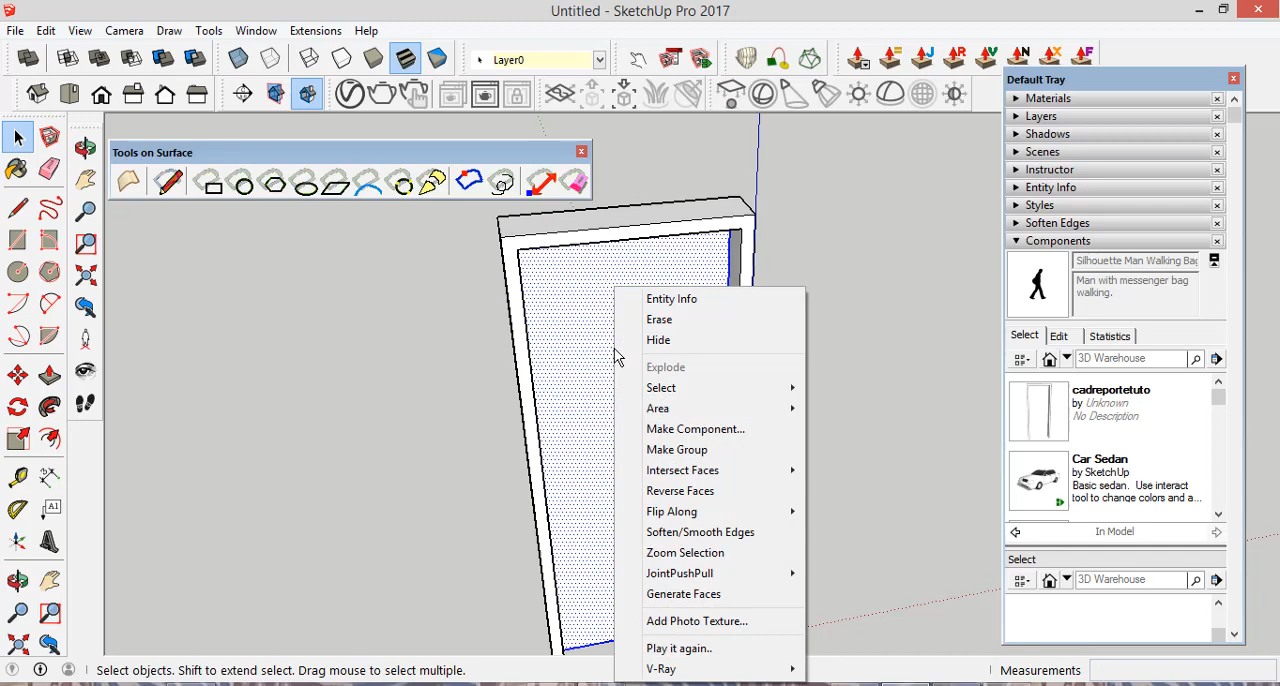 Untitled - SketchUp Pro 2017
File Edit View Camera Draw Tools Window Extensions Help
Layer0
J R V N X F
Default Tray
Materials
Layers
Shadows
Scenes
Instructor
Entity Info
Styles
Soften Edges
Components
Silhouette Man Walking Bag
Man with messenger bag
walking.
Select Edit Statistics
3D Warehouse
cadreportetuto
by Unknown
No Description
Car Sedan
by SketchUp
Basic sedan. Use interact
tool to change colors and a...
In Model
Select
3D Warehouse
Tools on Surface
A1
Entity Info
Erase
Hide
Explode
Select
Area
Make Component...
Make Group
Intersect Faces
Reverse Faces
Flip Along
Soften/Smooth Edges
Zoom Selection
JointPushPull
Generate Faces
Add Photo Texture...
Play it again..
V-Ray
Select objects. Shift to extend select. Drag mouse to select multiple.
Measurements